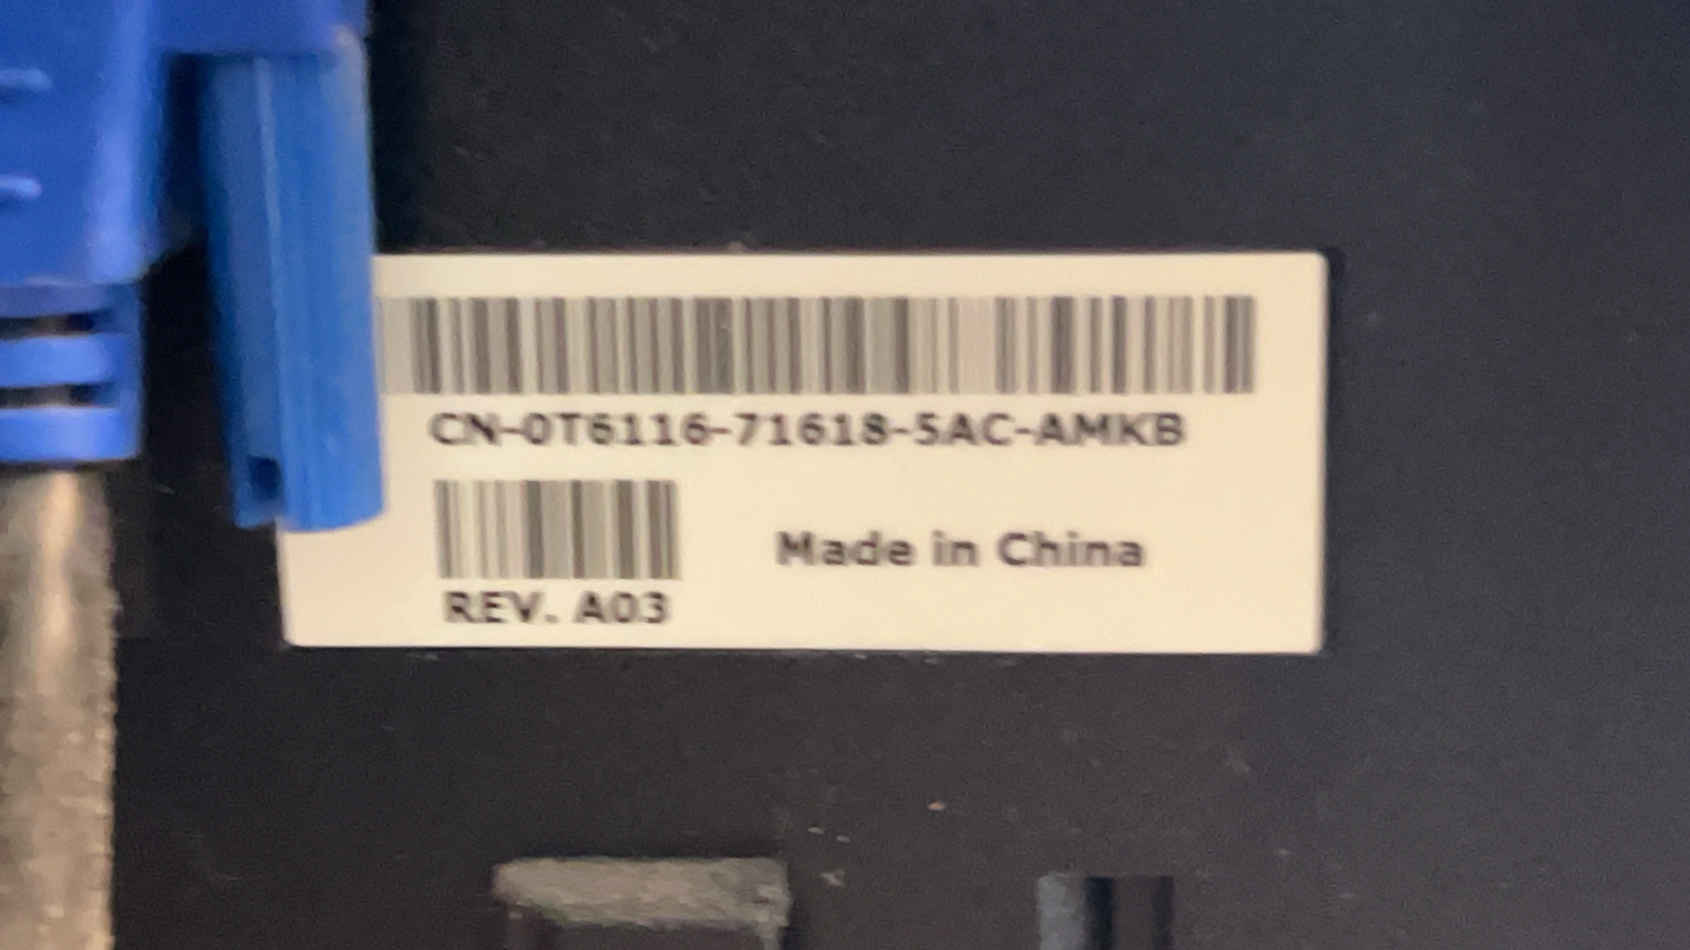 CN-0T6116-71618-5AC-AMKB
Made in China
REV. A03